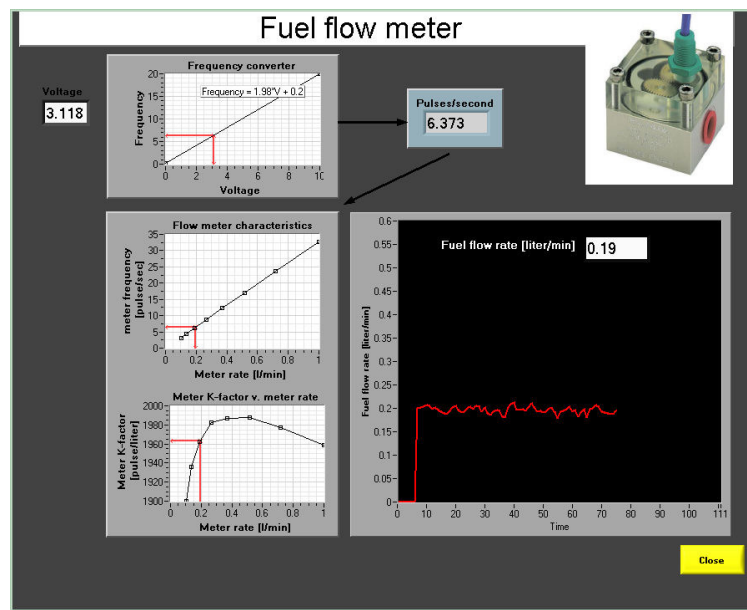 Fuel flow meter
Voltage
3.118
Frequency converter
Frequency
20
15
10
5
0
Frequency = 1.98*V + 0.2
0 2 4 6 8 10
Voltage
Pulses/second
6.373
Flow meter characteristics
meter frequency
[pulse/sec]
35
30
25
20
15
10
5
0
0 0.2 0.4 0.6 0.8 1
Meter rate [l/min]
Meter K-factor v. meter rate
Meter K-factor
[pulse/liter]
2000
1980
1960
1940
1920
1900
0 0.2 0.4 0.6 0.8 1
Meter rate [l/min]
Fuel flow rate [liter/min] 0.19
Fuel flow rate [liter/min]
0.6
0.55
0.5
0.45
0.4
0.35
0.3
0.25
0.2
0.15
0.1
0.05
0
0 10 20 30 40 50 60 70 80 90 100 111
Time
Close